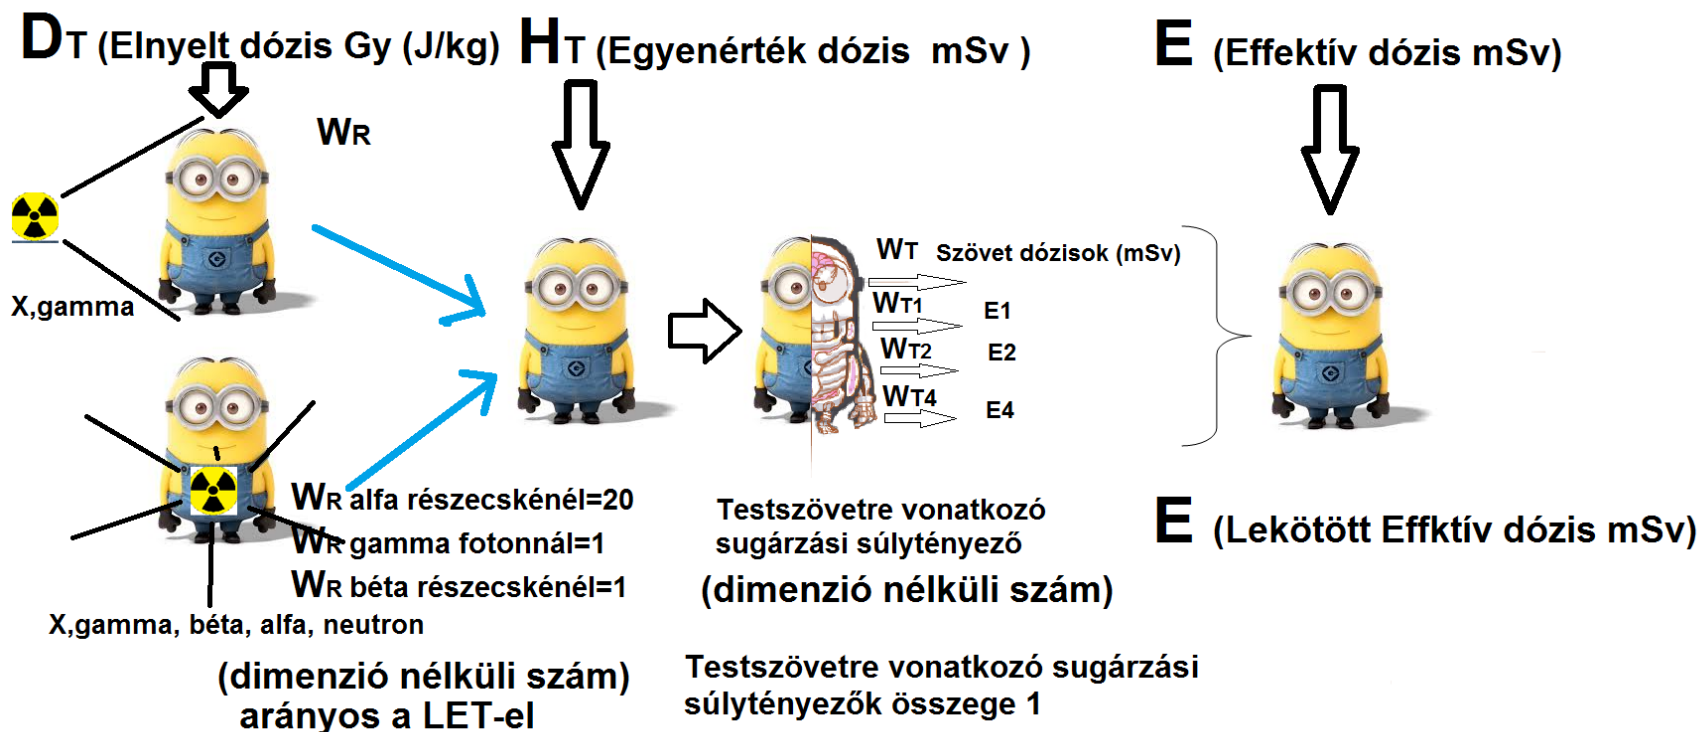 DT (Elnyelt dózis Gy (J/kg)
HT (Egyenérték dózis mSv )
E (Effektív dózis mSv)
WR
X,gamma
WT Szövet dózisok (mSv)
WT1 E1
WT2 E2
WT4 E4
WR alfa részecskénél=20
WR gamma fotonnál=1
WR béta részecskénél=1
X,gamma, béta, alfa, neutron
(dimenzió nélküli szám)
arányos a LET-el
Testszövetre vonatkozó
sugárzási súlytényező
(dimenzió nélküli szám)
Testszövetre vonatkozó sugárzási
súlytényezők összege 1
E (Lekötött Effktív dózis mSv)